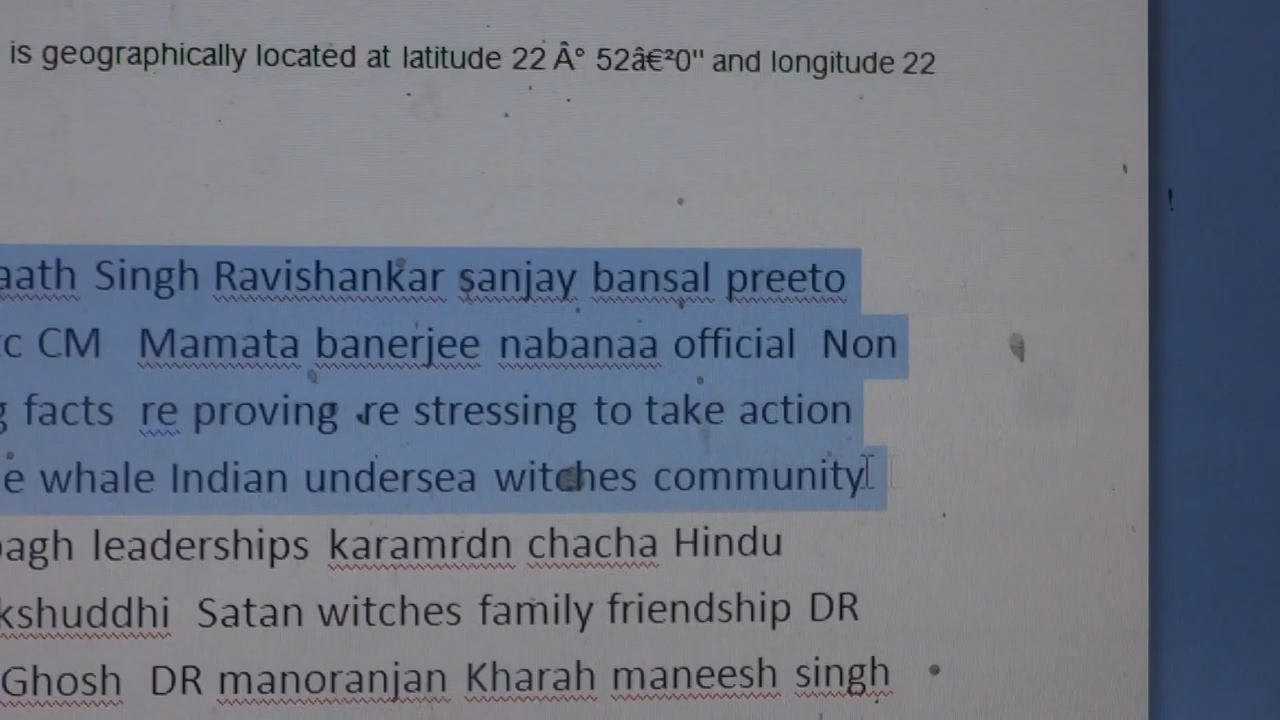 is geographically located at latitude 22 Â° 52â€²0" and longitude 22
aath Singh Ravishankar sanjay bansal preeto
CM Mamata banerjee nabanaa official Non
g facts re proving re stressing to take action
e whale Indian undersea witches community
agh leaderships karamrdn chacha Hindu
kshuddhi Satan witches family friendship DR
Ghosh DR manoranjan Kharah maneesh singh